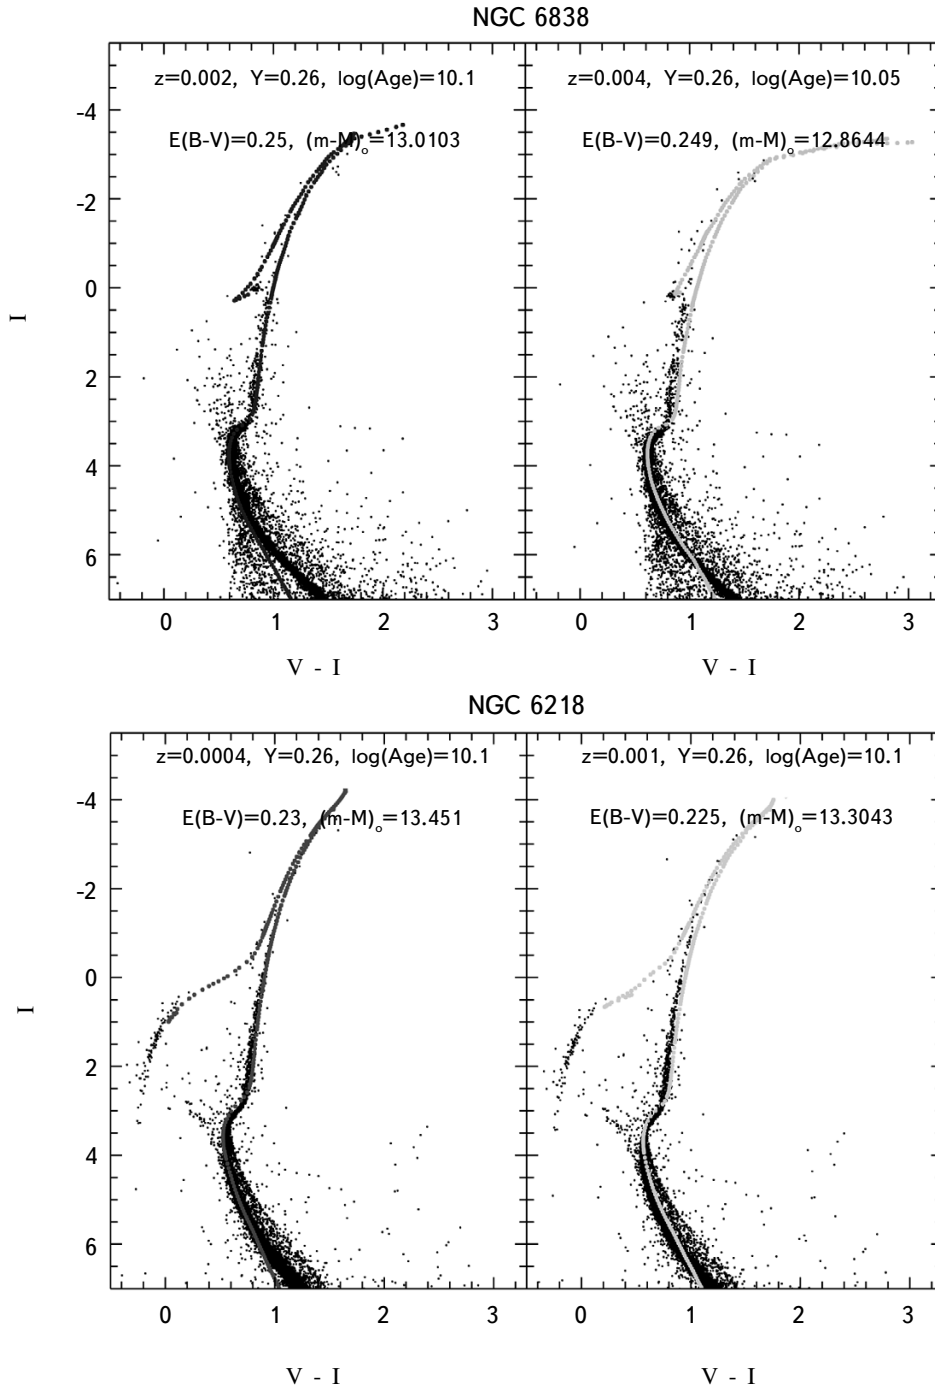 NGC 6838
z=0.002, Y=0.26, log(Age)=10.1
z=0.004, Y=0.26, log(Age)=10.05
E(B-V)=0.25, (m-M)o=13.0103
E(B-V)=0.249, (m-M)o=12.8644
-4
-2
0
2
4
6
I
0 1 2 3 0 1 2 3
V - I V - I
NGC 6218
z=0.0004, Y=0.26, log(Age)=10.1
z=0.001, Y=0.26, log(Age)=10.1
E(B-V)=0.23, (m-M)o=13.451
E(B-V)=0.225, (m-M)o=13.3043
-4
-2
0
2
4
6
I
0 1 2 3 0 1 2 3
V - I V - I